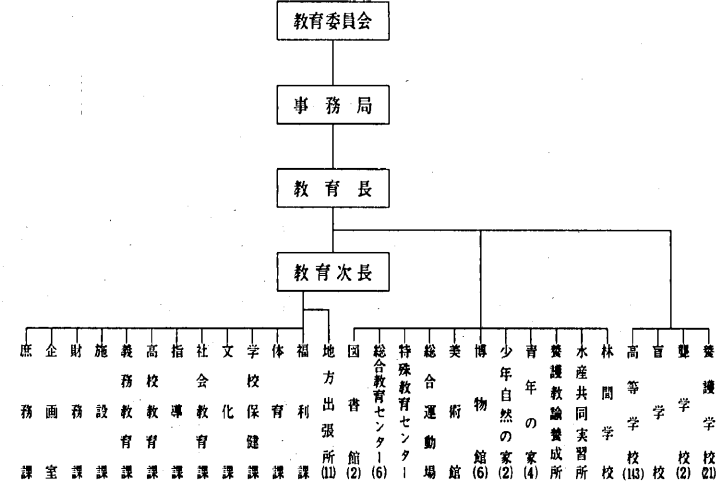 教育委員会
事務局
教育長
教育次長
庶務課
企画室
財務課
施設課
義務教育課
高校教育課
指導課
社会教育課
文化課
学校保健課
体育課
福利課
地方出張所(11)
図書館(2)
総合教育センター(6)
特殊教育センター
総合運動場
美術館
博物館(6)
少年自然の家(2)
青年の家(4)
養護教諭養成所
水産共同実習所
林間学校
高等学校(143)
盲学校
聾学校(2)
養護学校(21)